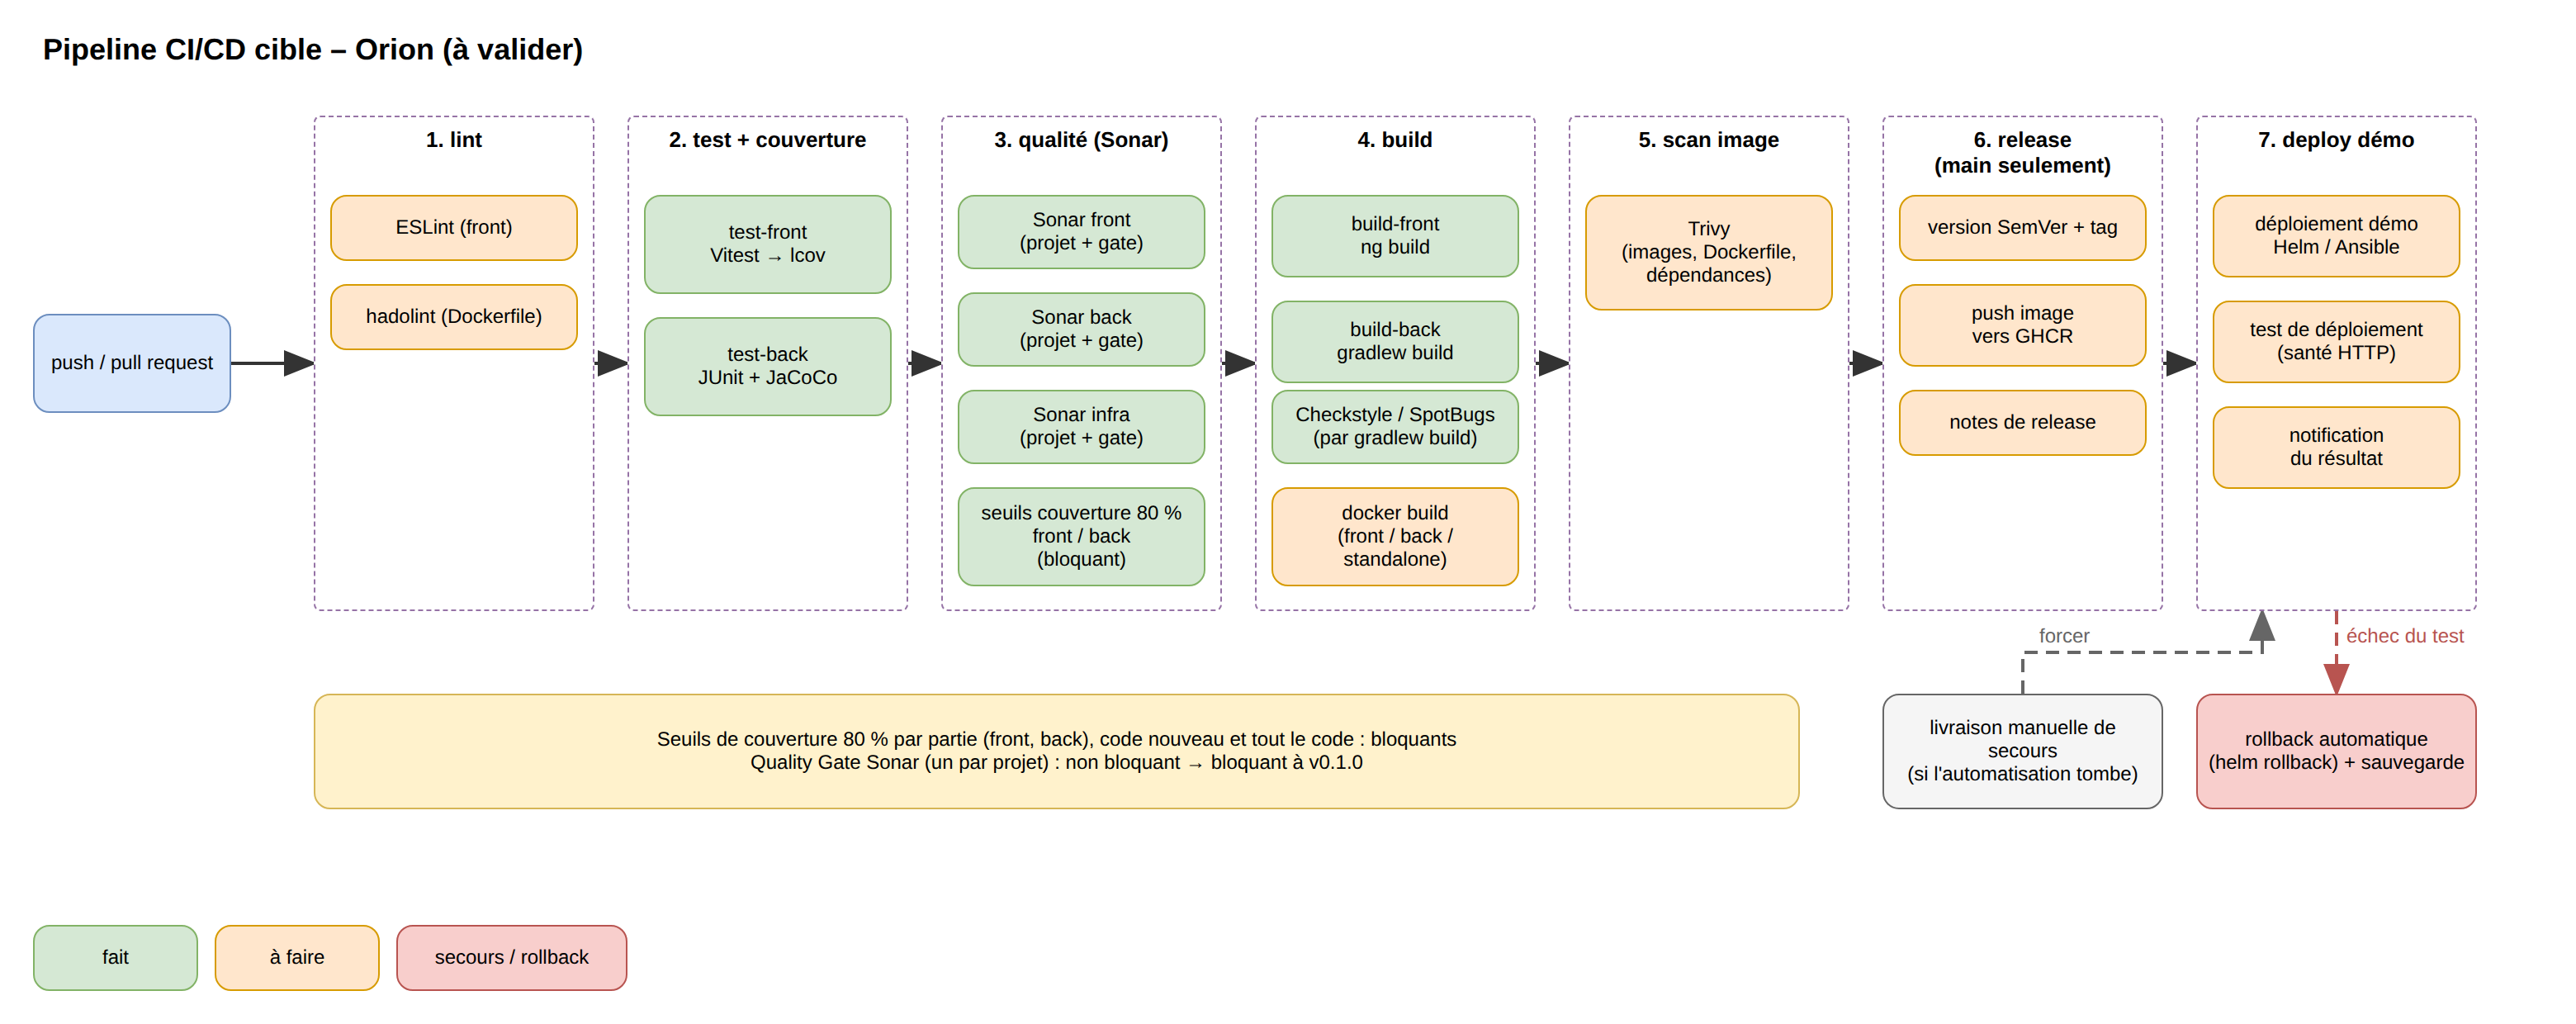 Pipeline CI/CD cible – Orion (à valider)
push / pull request
1. lint
ESLint (front)
hadolint (Dockerfile)
2. test + couverture
test-front
Vitest → lcov
test-back
JUnit + JaCoCo
3. qualité (Sonar)
Sonar front
(projet + gate)
Sonar back
(projet + gate)
Sonar infra
(projet + gate)
seuils couverture 80 %
front / back
(bloquant)
4. build
build-front
ng build
build-back
gradlew build
Checkstyle / SpotBugs
(par gradlew build)
docker build
(front / back /
standalone)
5. scan image
Trivy
(images, Dockerfile,
dépendances)
6. release
(main seulement)
version SemVer + tag
push image
vers GHCR
notes de release
7. deploy démo
déploiement démo
Helm / Ansible
test de déploiement
(santé HTTP)
notification
du résultat
forcer
échec du test
Seuils de couverture 80 % par partie (front, back), code nouveau et tout le code : bloquants
Quality Gate Sonar (un par projet) : non bloquant → bloquant à v0.1.0
livraison manuelle de
secours
(si l'automatisation tombe)
rollback automatique
(helm rollback) + sauvegarde
fait
à faire
secours / rollback